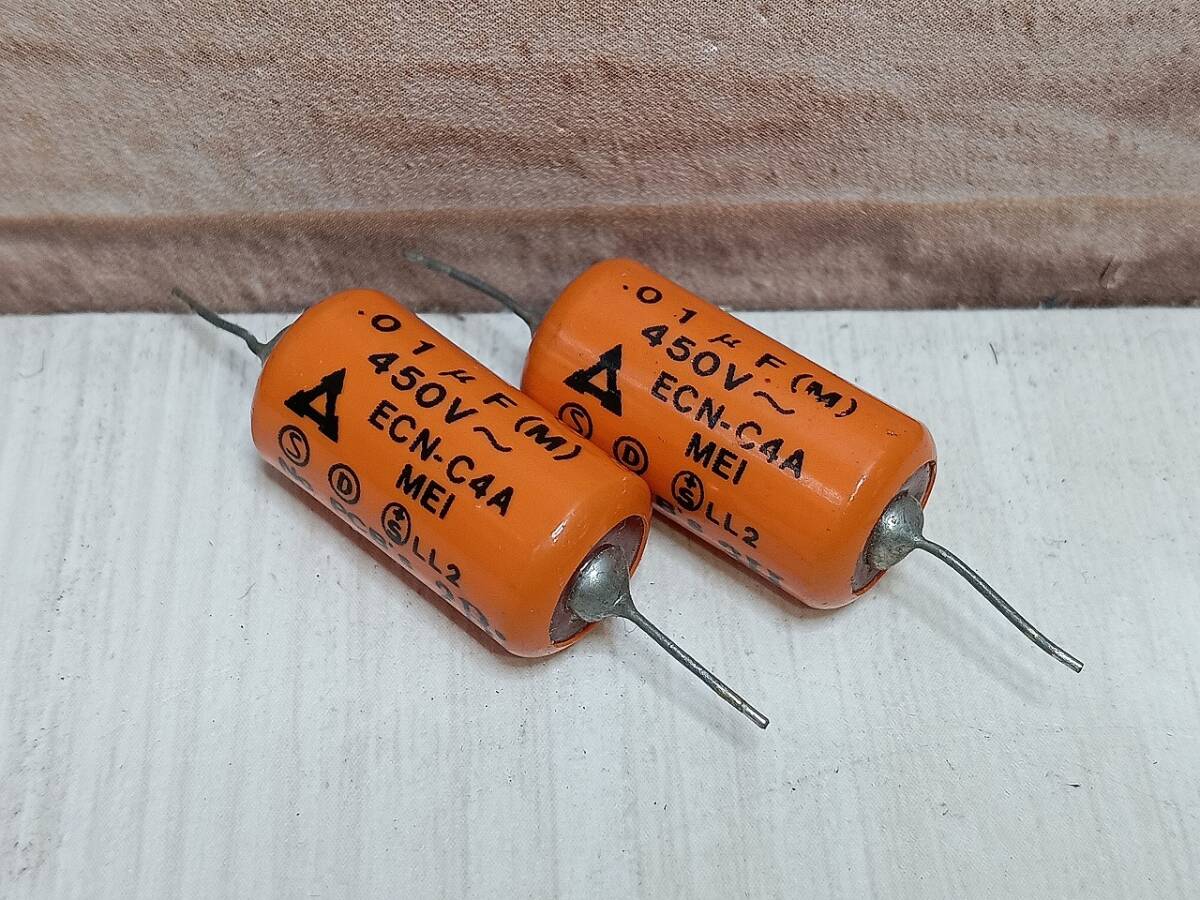 .01μF(M)
450V~
ECN-C4A
MEI
S D +S LL2
.01μF(M)
450V~
ECN-C4A
MEI
S D +S LL2